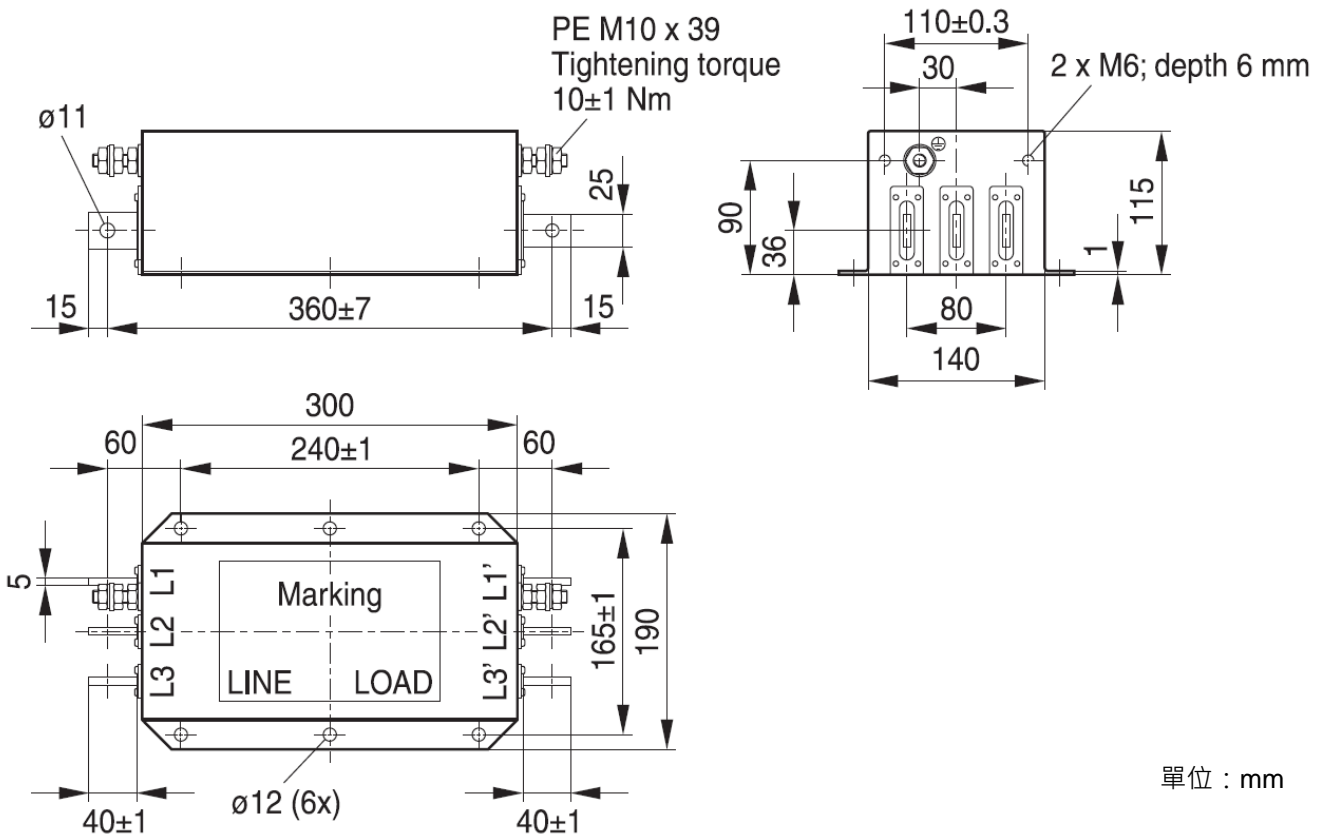 PE M10 x 39
Tightening torque
10±1 Nm
ø11
25
15
360±7
15
110±0.3
30
2 x M6; depth 6 mm
90
36
115
1
80
140
300
60
240±1
60
5
L1
L2
L3
Marking
LINE
LOAD
L1'
L2'
L3'
165±1
190
40±1
ø12 (6x)
40±1
單位：mm